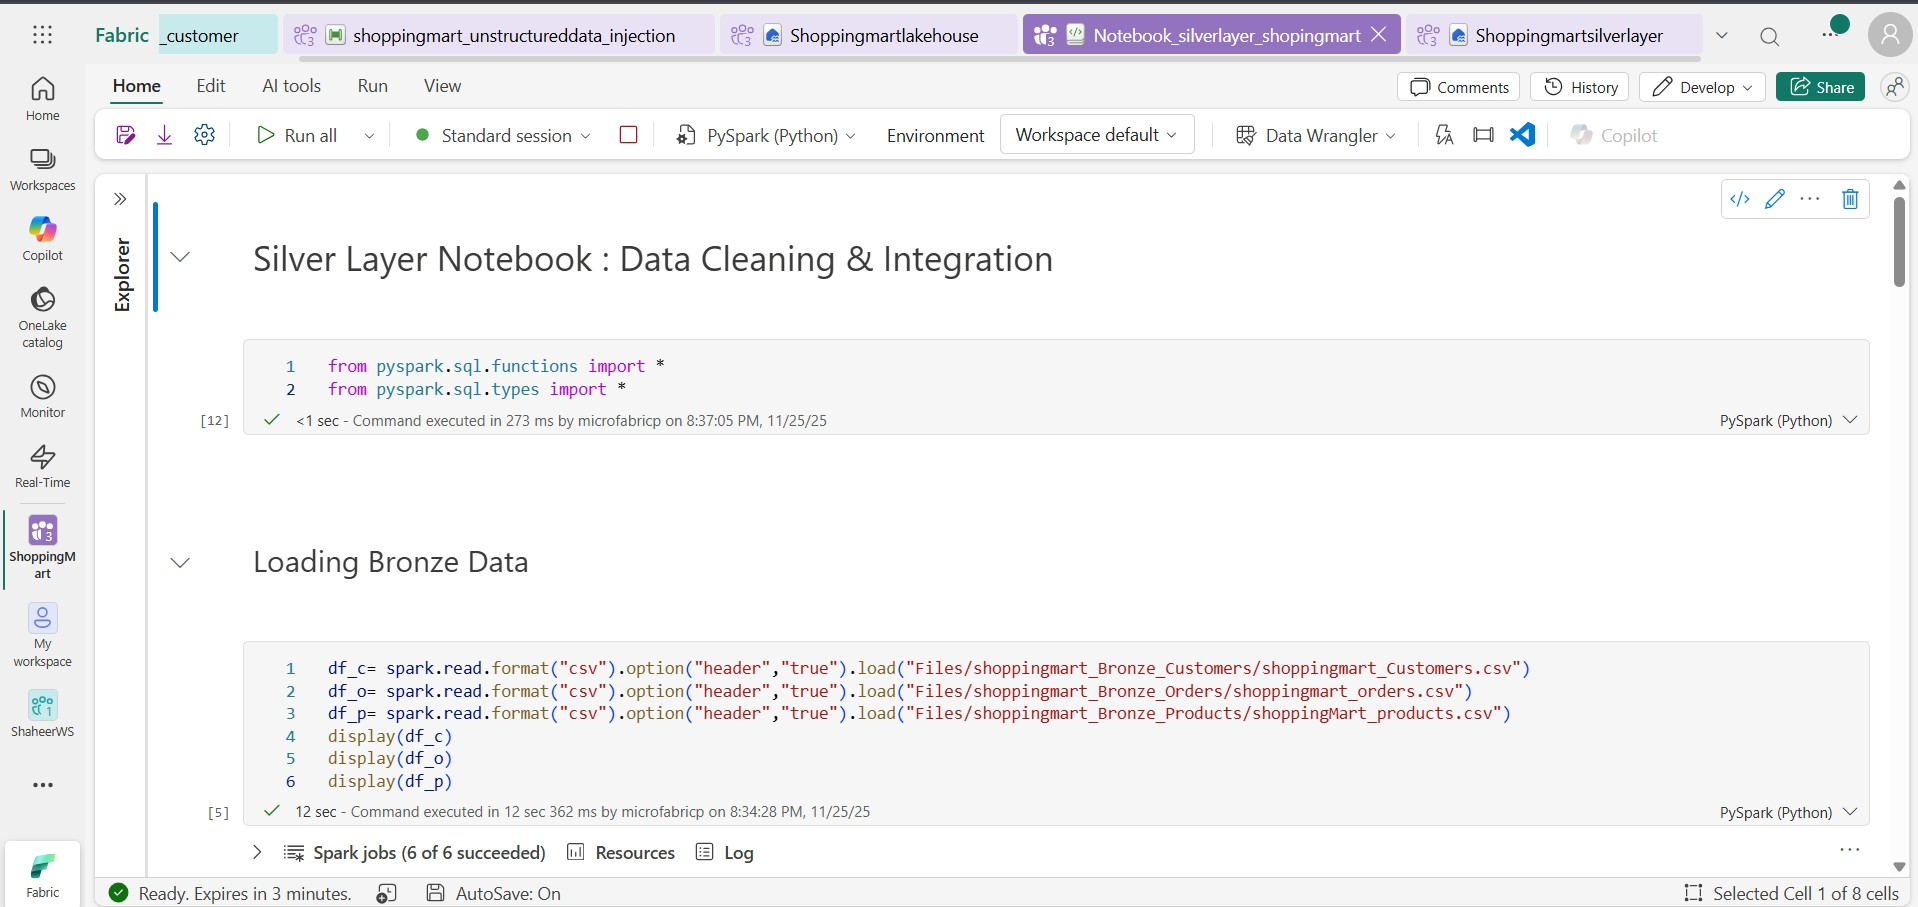 Fabric
_customer
shoppingmart_unstructureddata_injection
Shoppingmartlakehouse
Notebook_silverlayer_shopingmart
Shoppingmartsilverlayer
Home Edit AI tools Run View
Comments History Develop Share
Run all Standard session PySpark (Python) Environment Workspace default Data Wrangler Copilot
Home
Workspaces
Copilot
OneLake
catalog
Monitor
Real-Time
3
ShoppingM
art
My
workspace
1
ShaheerWS
Fabric
Explorer
Silver Layer Notebook : Data Cleaning & Integration
1 from pyspark.sql.functions import *
2 from pyspark.sql.types import *
[12] <1 sec - Command executed in 273 ms by microfabricp on 8:37:05 PM, 11/25/25 PySpark (Python)
Loading Bronze Data
1 df_c= spark.read.format("csv").option("header","true").load("Files/shoppingmart_Bronze_Customers/shoppingmart_Customers.csv")
2 df_o= spark.read.format("csv").option("header","true").load("Files/shoppingmart_Bronze_Orders/shoppingmart_orders.csv")
3 df_p= spark.read.format("csv").option("header","true").load("Files/shoppingmart_Bronze_Products/shoppingMart_products.csv")
4 display(df_c)
5 display(df_o)
6 display(df_p)
[5] 12 sec - Command executed in 12 sec 362 ms by microfabricp on 8:34:28 PM, 11/25/25 PySpark (Python)
Spark jobs (6 of 6 succeeded) Resources Log
Ready. Expires in 3 minutes. AutoSave: On Selected Cell 1 of 8 cells